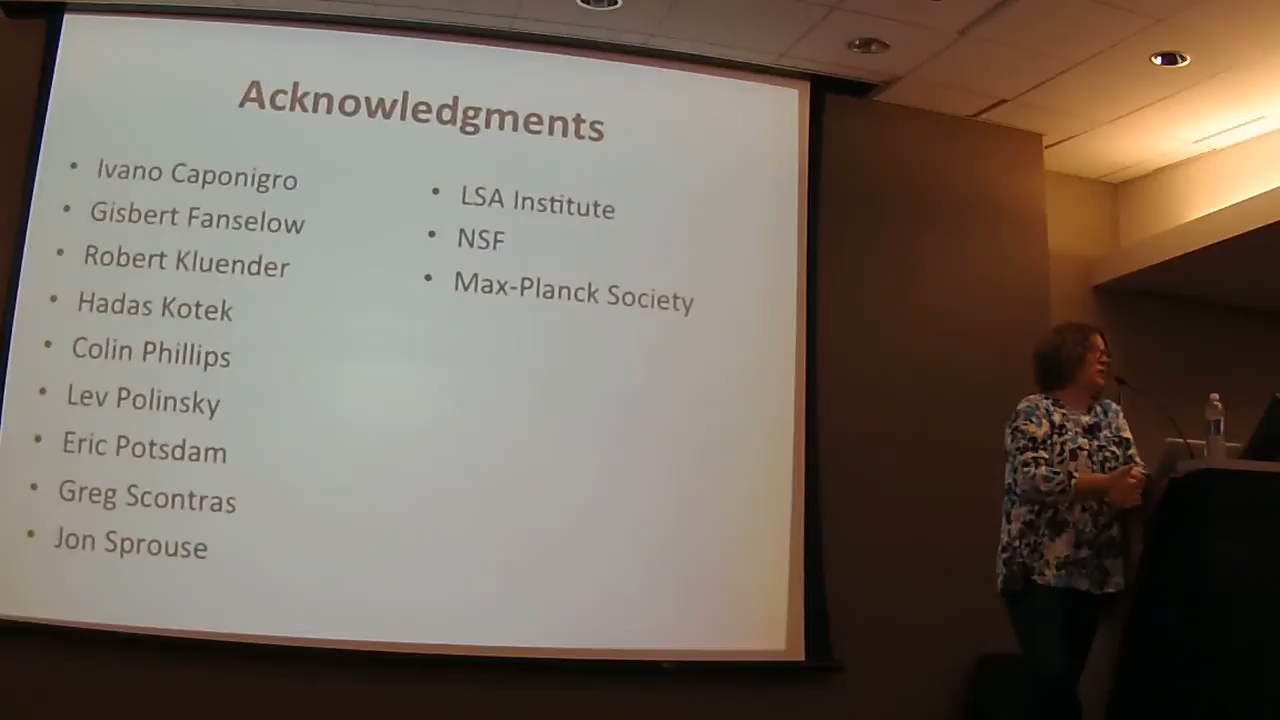 Acknowledgments
• Ivano Caponigro
• Gisbert Fanselow
• Robert Kluender
• Hadas Kotek
• Colin Phillips
• Lev Polinsky
• Eric Potsdam
• Greg Scontras
• Jon Sprouse
• LSA Institute
• NSF
• Max-Planck Society